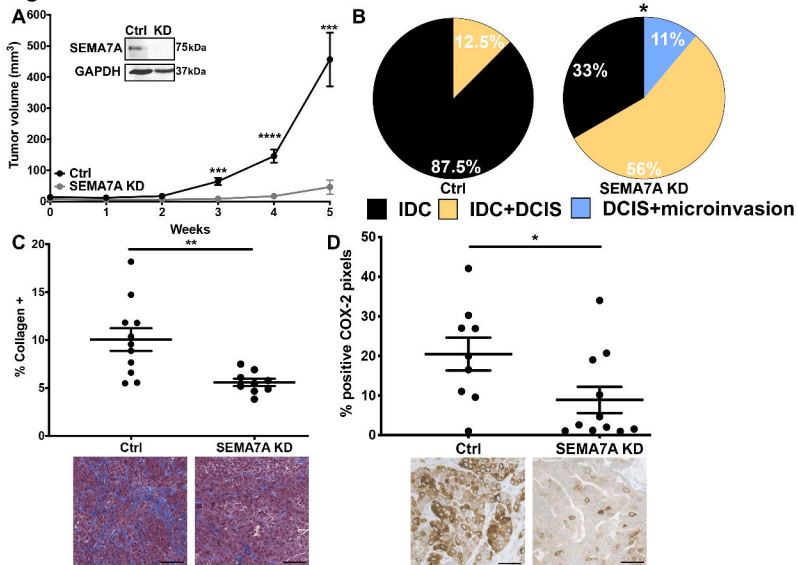 A
Ctrl KD
SEMA7A 75kDa
GAPDH 37kDa
Tumor volume (mm3)
600
500
400
300
200
100
0
***
****
***
Ctrl
SEMA7A KD
0 1 2 3 4 5
Weeks
B
*
12.5%
87.5%
Ctrl
11%
33%
56%
SEMA7A KD
IDC IDC+DCIS DCIS+microinvasion
C
**
% Collagen +
20
15
10
5
0
Ctrl SEMA7A KD
D
*
% positive COX-2 pixels
50
40
30
20
10
0
Ctrl SEMA7A KD